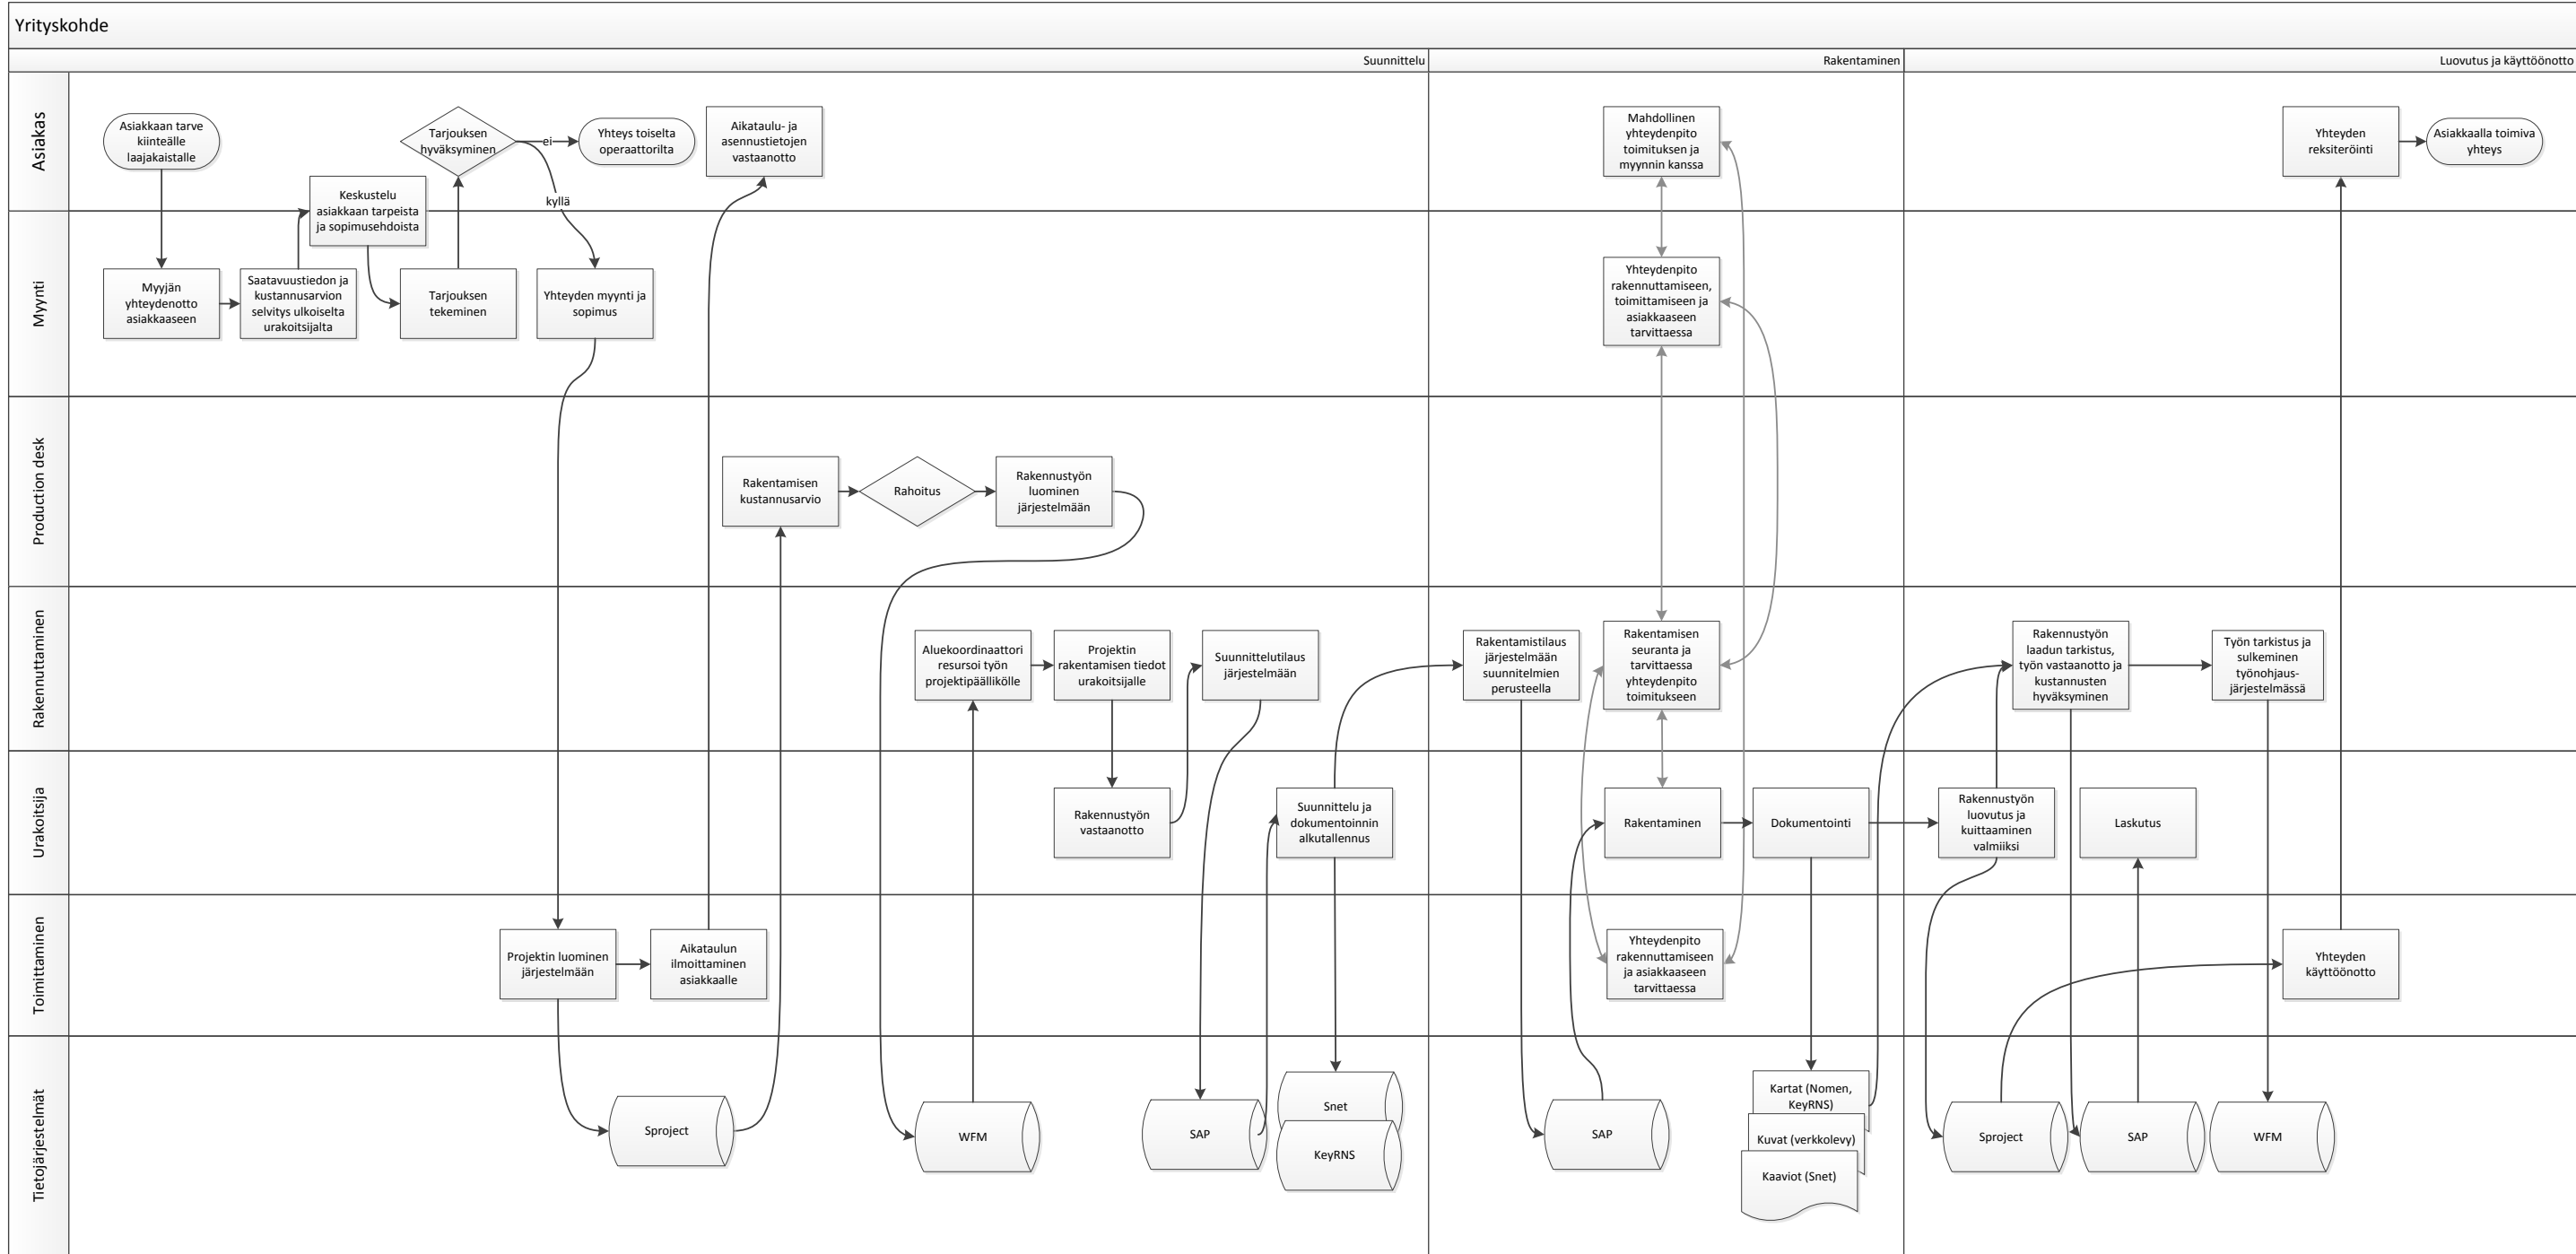 Yrityskohde
Suunnittelu
Rakentaminen
Luovutus ja käyttöönotto
Asiakas
Asiakkaan tarve
kiinteälle
laajakaistalle
Keskustelu
asiakkaan tarpeista
ja sopimusehdoista
Tarjouksen
hyväksyminen
ei
kyllä
Yhteys toiselta
operaattorilta
Aikataulu- ja
asennustietojen
vastaanotto
Mahdollinen
yhteydenpito
toimituksen ja
myynnin kanssa
Yhteyden
reksiteröinti
Asiakkaalla toimiva
yhteys
Myynti
Myyjän
yhteydenotto
asiakkaaseen
Saatavuustiedon ja
kustannusarvion
selvitys ulkoiselta
urakoitsijalta
Tarjouksen
tekeminen
Yhteyden myynti ja
sopimus
Yhteydenpito
rakennuttamiseen,
toimittamiseen ja
asiakkaaseen
tarvittaessa
Production desk
Rakentamisen
kustannusarvio
Rahoitus
Rakennustyön
luominen
järjestelmään
Rakennuttaminen
Aluekoordinaattori
resursoi työn
projektipäällikölle
Projektin
rakentamisen tiedot
urakoitsijalle
Suunnittelutilaus
järjestelmään
Rakentamistilaus
järjestelmään
suunnitelmien
perusteella
Rakentamisen
seuranta ja
tarvittaessa
yhteydenpito
toimitukseen
Rakennustyön
laadun tarkistus,
työn vastaanotto ja
kustannusten
hyväksyminen
Työn tarkistus ja
sulkeminen
työnohjaus-
järjestelmässä
Urakoitsija
Rakennustyön
vastaanotto
Suunnittelu ja
dokumentoinnin
alkutallennus
Rakentaminen
Dokumentointi
Rakennustyön
luovutus ja
kuittaaminen
valmiiksi
Laskutus
Toimittaminen
Projektin luominen
järjestelmään
Aikataulun
ilmoittaminen
asiakkaalle
Yhteydenpito
rakennuttamiseen
ja asiakkaaseen
tarvittaessa
Yhteyden
käyttöönotto
Tietojärjestelmät
Sproject
WFM
SAP
Snet
KeyRNS
SAP
Kartat (Nomen,
KeyRNS)
Kuvat (verkkolevy)
Kaaviot (Snet)
Sproject
SAP
WFM